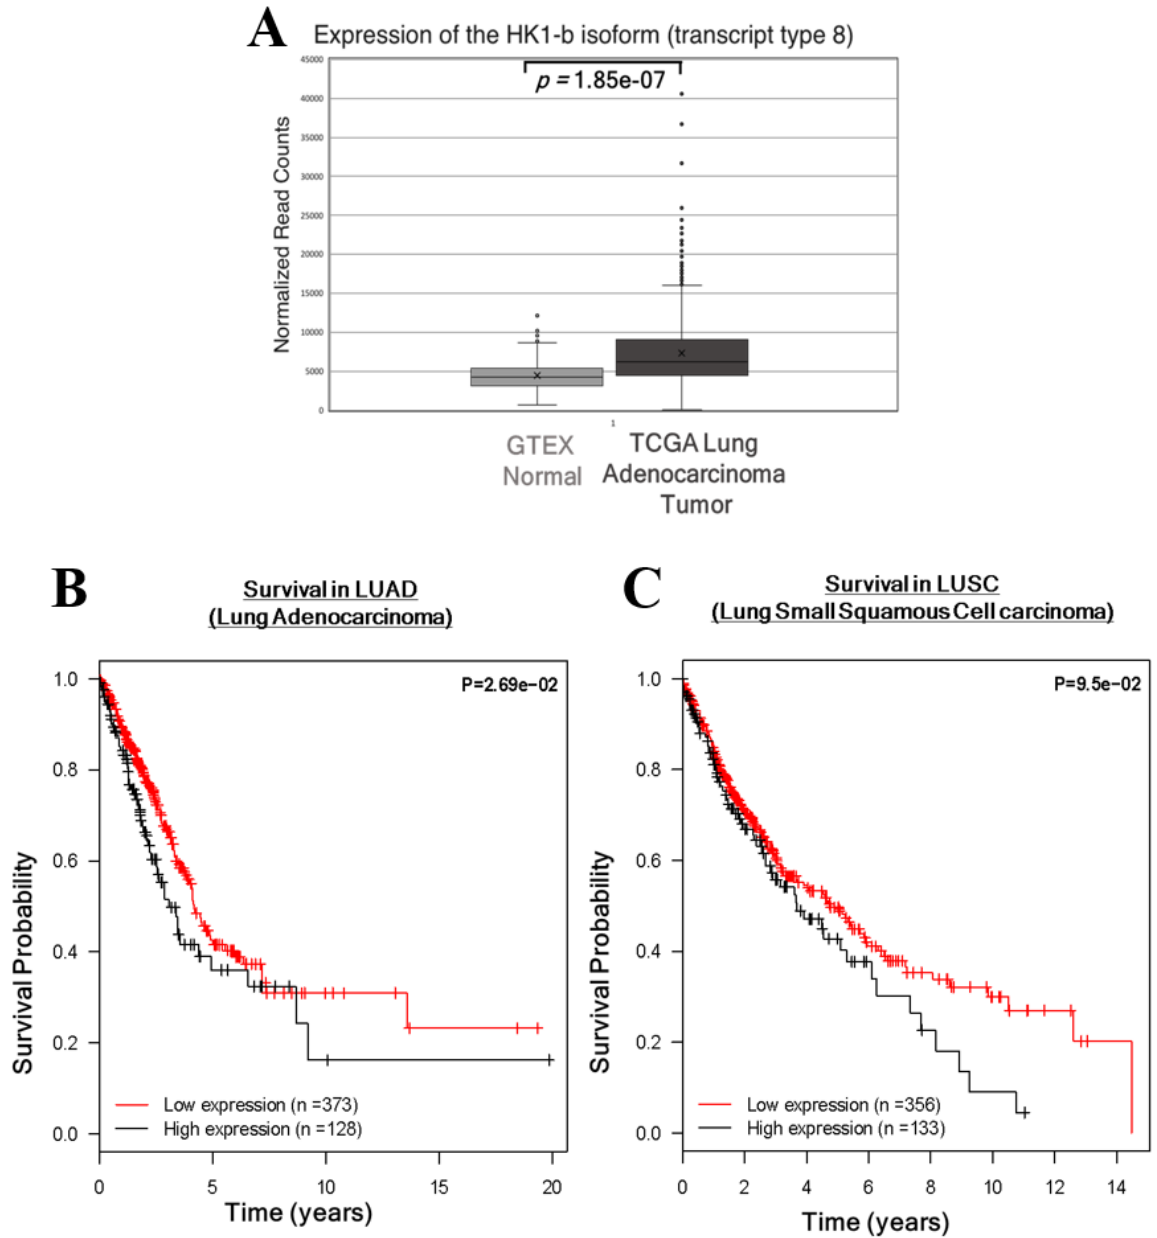 A
Expression of the HK1-b isoform (transcript type 8)
p = 1.85e-07
Normalized Read Counts
45000
40000
35000
30000
25000
20000
15000
10000
5000
0
1
GTEX
Normal
TCGA Lung
Adenocarcinoma
Tumor
B
Survival in LUAD
(Lung Adenocarcinoma)
P=2.69e-02
Survival Probability
1.0
0.8
0.6
0.4
0.2
0.0
Low expression (n =373)
High expression (n =128)
0 5 10 15 20
Time (years)
C
Survival in LUSC
(Lung Small Squamous Cell carcinoma)
P=9.5e-02
Survival Probability
1.0
0.8
0.6
0.4
0.2
0.0
Low expression (n =356)
High expression (n =133)
0 2 4 6 8 10 12 14
Time (years)